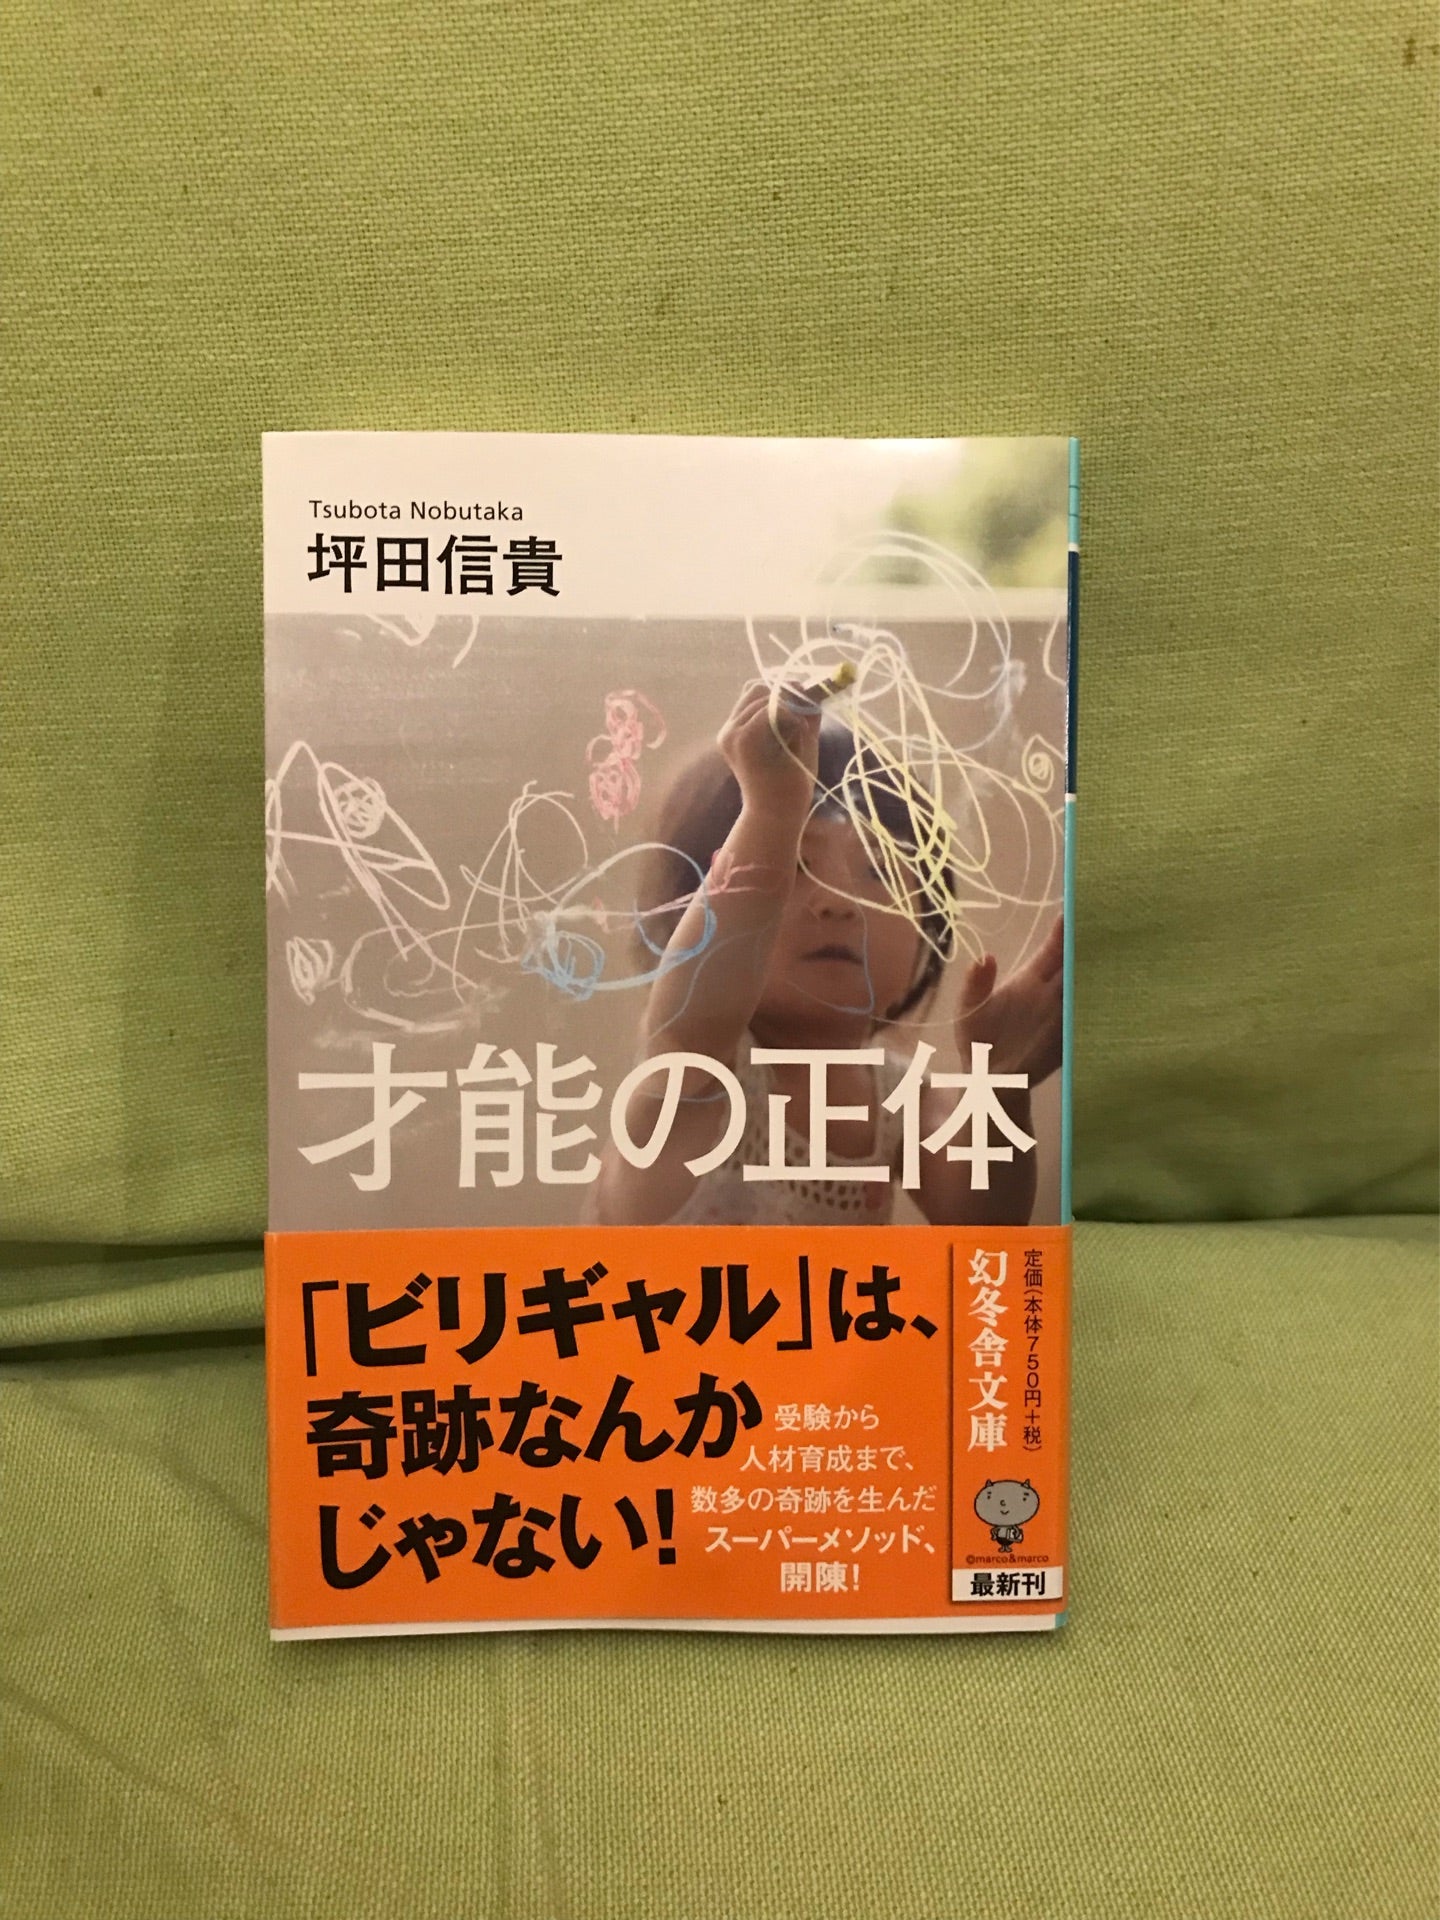 Tsubota Nobutaka
坪田信貴
才能の正体
「ビリギャル」は、
奇跡なんか
じゃない!
受験から
人材育成まで、
数多の奇跡を生んだ
スーパーメソッド、
開陳!
定価(本体750円+税)
幻冬舎文庫
©marco&marco
最新刊